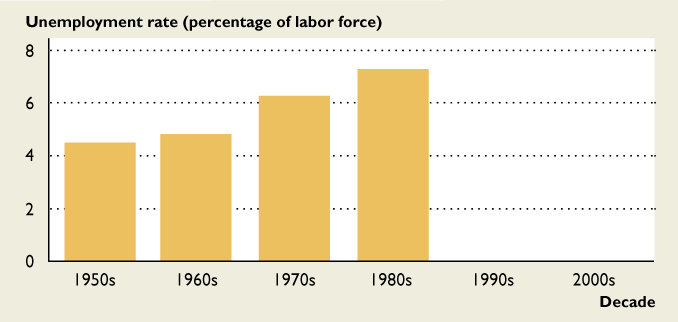 Unemployment rate (percentage of labor force)
8
6
4
2
0
1950s 1960s 1970s 1980s 1990s 2000s
Decade